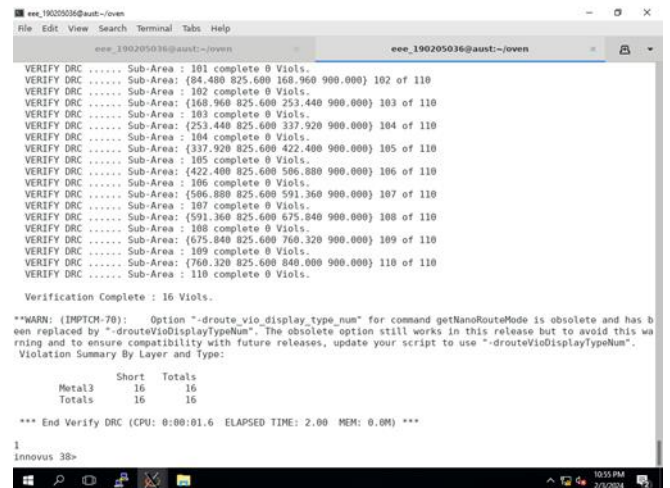 eee_190205036@aust:~/oven
File Edit View Search Terminal Tabs Help
eee_190205036@aust:~/oven × eee_190205036@aust:~/oven ×
VERIFY DRC ...... Sub-Area : 101 complete 0 Viols.
VERIFY DRC ...... Sub-Area: {84.480 825.600 168.960 900.000} 102 of 110
VERIFY DRC ...... Sub-Area : 102 complete 0 Viols.
VERIFY DRC ...... Sub-Area: {168.960 825.600 253.440 900.000} 103 of 110
VERIFY DRC ...... Sub-Area : 103 complete 0 Viols.
VERIFY DRC ...... Sub-Area: {253.440 825.600 337.920 900.000} 104 of 110
VERIFY DRC ...... Sub-Area : 104 complete 0 Viols.
VERIFY DRC ...... Sub-Area: {337.920 825.600 422.400 900.000} 105 of 110
VERIFY DRC ...... Sub-Area : 105 complete 0 Viols.
VERIFY DRC ...... Sub-Area: {422.400 825.600 506.880 900.000} 106 of 110
VERIFY DRC ...... Sub-Area : 106 complete 0 Viols.
VERIFY DRC ...... Sub-Area: {506.880 825.600 591.360 900.000} 107 of 110
VERIFY DRC ...... Sub-Area : 107 complete 0 Viols.
VERIFY DRC ...... Sub-Area: {591.360 825.600 675.840 900.000} 108 of 110
VERIFY DRC ...... Sub-Area : 108 complete 0 Viols.
VERIFY DRC ...... Sub-Area: {675.840 825.600 760.320 900.000} 109 of 110
VERIFY DRC ...... Sub-Area : 109 complete 0 Viols.
VERIFY DRC ...... Sub-Area: {760.320 825.600 840.000 900.000} 110 of 110
VERIFY DRC ...... Sub-Area : 110 complete 0 Viols.
Verification Complete : 16 Viols.
**WARN: (IMPTCM-70): Option "-droute_vio_display_type_num" for command getNanoRouteMode is obsolete and has b
een replaced by "-drouteVioDisplayTypeNum". The obsolete option still works in this release but to avoid this wa
rning and to ensure compatibility with future releases, update your script to use "-drouteVioDisplayTypeNum".
Violation Summary By Layer and Type:
Short Totals
Metal3 16 16
Totals 16 16
*** End Verify DRC (CPU: 0:00:01.6 ELAPSED TIME: 2.00 MEM: 0.0M) ***
1
innovus 38>
10:55 PM
2/3/2024